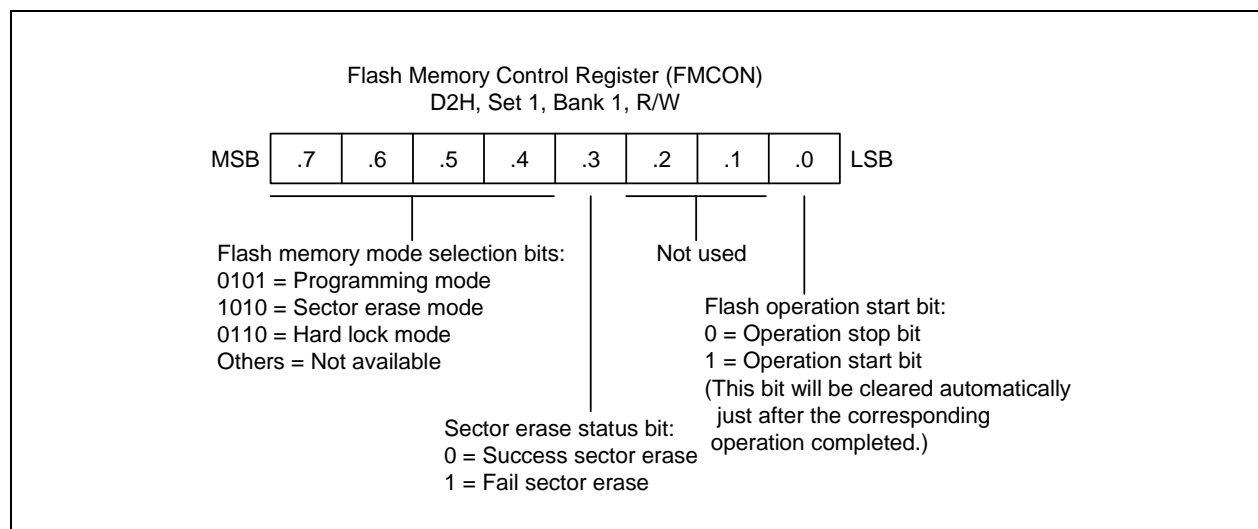 Flash Memory Control Register (FMCON)
D2H, Set 1, Bank 1, R/W
MSB .7 .6 .5 .4 .3 .2 .1 .0 LSB
Flash memory mode selection bits:
0101 = Programming mode
1010 = Sector erase mode
0110 = Hard lock mode
Others = Not available
Not used
Flash operation start bit:
0 = Operation stop bit
1 = Operation start bit
(This bit will be cleared automatically
just after the corresponding
operation completed.)
Sector erase status bit:
0 = Success sector erase
1 = Fail sector erase